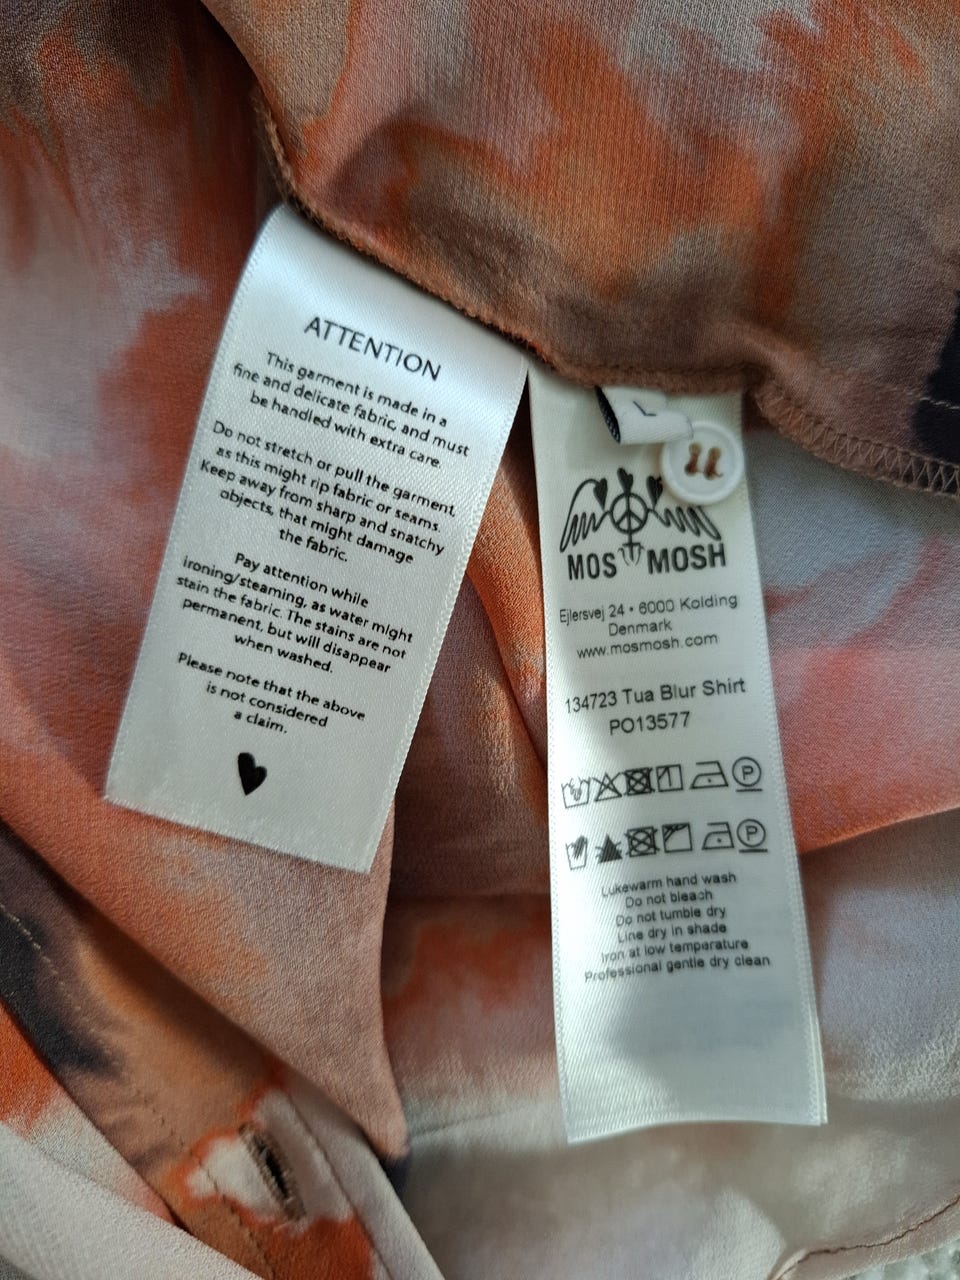 ATTENTION
This garment is made in a
fine and delicate fabric, and must
be handled with extra care.
Do not stretch or pull the garment,
as this might rip fabric or seams.
Keep away from sharp and snatchy
objects, that might damage
the fabric.
Pay attention while
ironing/steaming, as water might
stain the fabric. The stains are not
permanent, but will disappear
when washed.
Please note that the above
is not considered
a claim.
L
MOS MOSH
Ejlersvej 24 • 6000 Kolding
Denmark
www.mosmosh.com
134723 Tua Blur Shirt
PO13577
P
P
Lukewarm hand wash
Do not bleach
Do not tumble dry
Line dry in shade
Iron at low temperature
Professional gentle dry clean